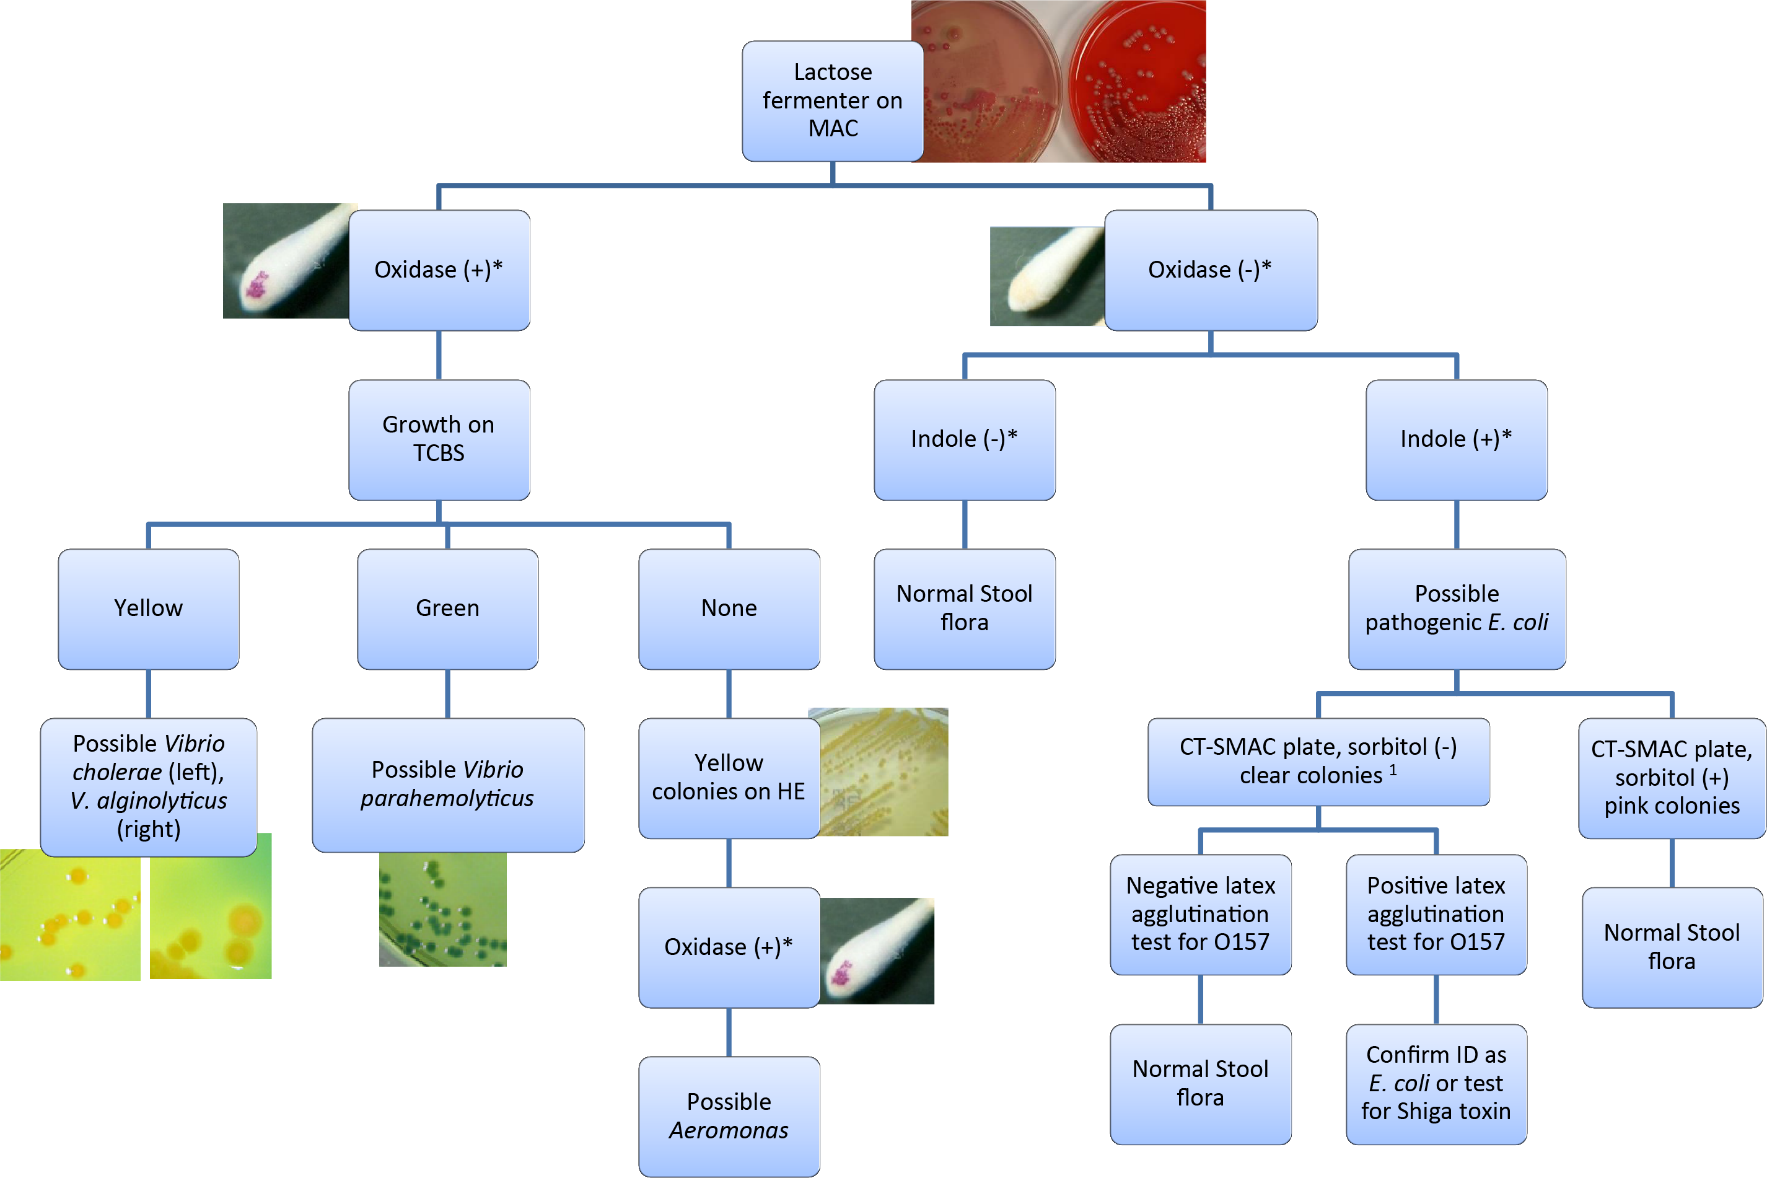 Lactose
fermenter on
MAC
Oxidase (+)*
Oxidase (-)*
Growth on
TCBS
Indole (-)*
Indole (+)*
Yellow
Green
None
Normal Stool
flora
Possible
pathogenic E. coli
Possible Vibrio
cholerae (left),
V. alginolyticus
(right)
Possible Vibrio
parahemolyticus
Yellow
colonies on HE
CT-SMAC plate, sorbitol (-)
clear colonies 1
CT-SMAC plate,
sorbitol (+)
pink colonies
Oxidase (+)*
Negative latex
agglutination
test for O157
Positive latex
agglutination
test for O157
Normal Stool
flora
Possible
Aeromonas
Normal Stool
flora
Confirm ID as
E. coli or test
for Shiga toxin